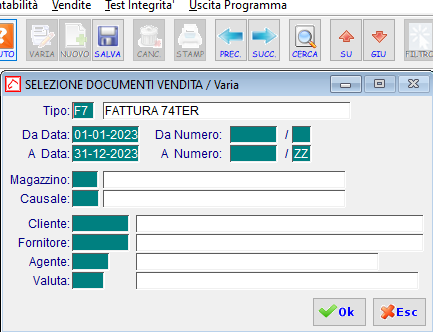 tabilità Vendite Test Integrita' Uscita Programma
UTO VARIA NUOVO SALVA CANC. STAMP PREC. SUCC. CERCA SU GIU FILTRO
SELEZIONE DOCUMENTI VENDITA / Varia
Tipo: F7 FATTURA 74TER
Da Data: 01-01-2023 Da Numero: /
A Data: 31-12-2023 A Numero: / ZZ
Magazzino:
Causale:
Cliente:
Fornitore:
Agente:
Valuta:
Ok Esc